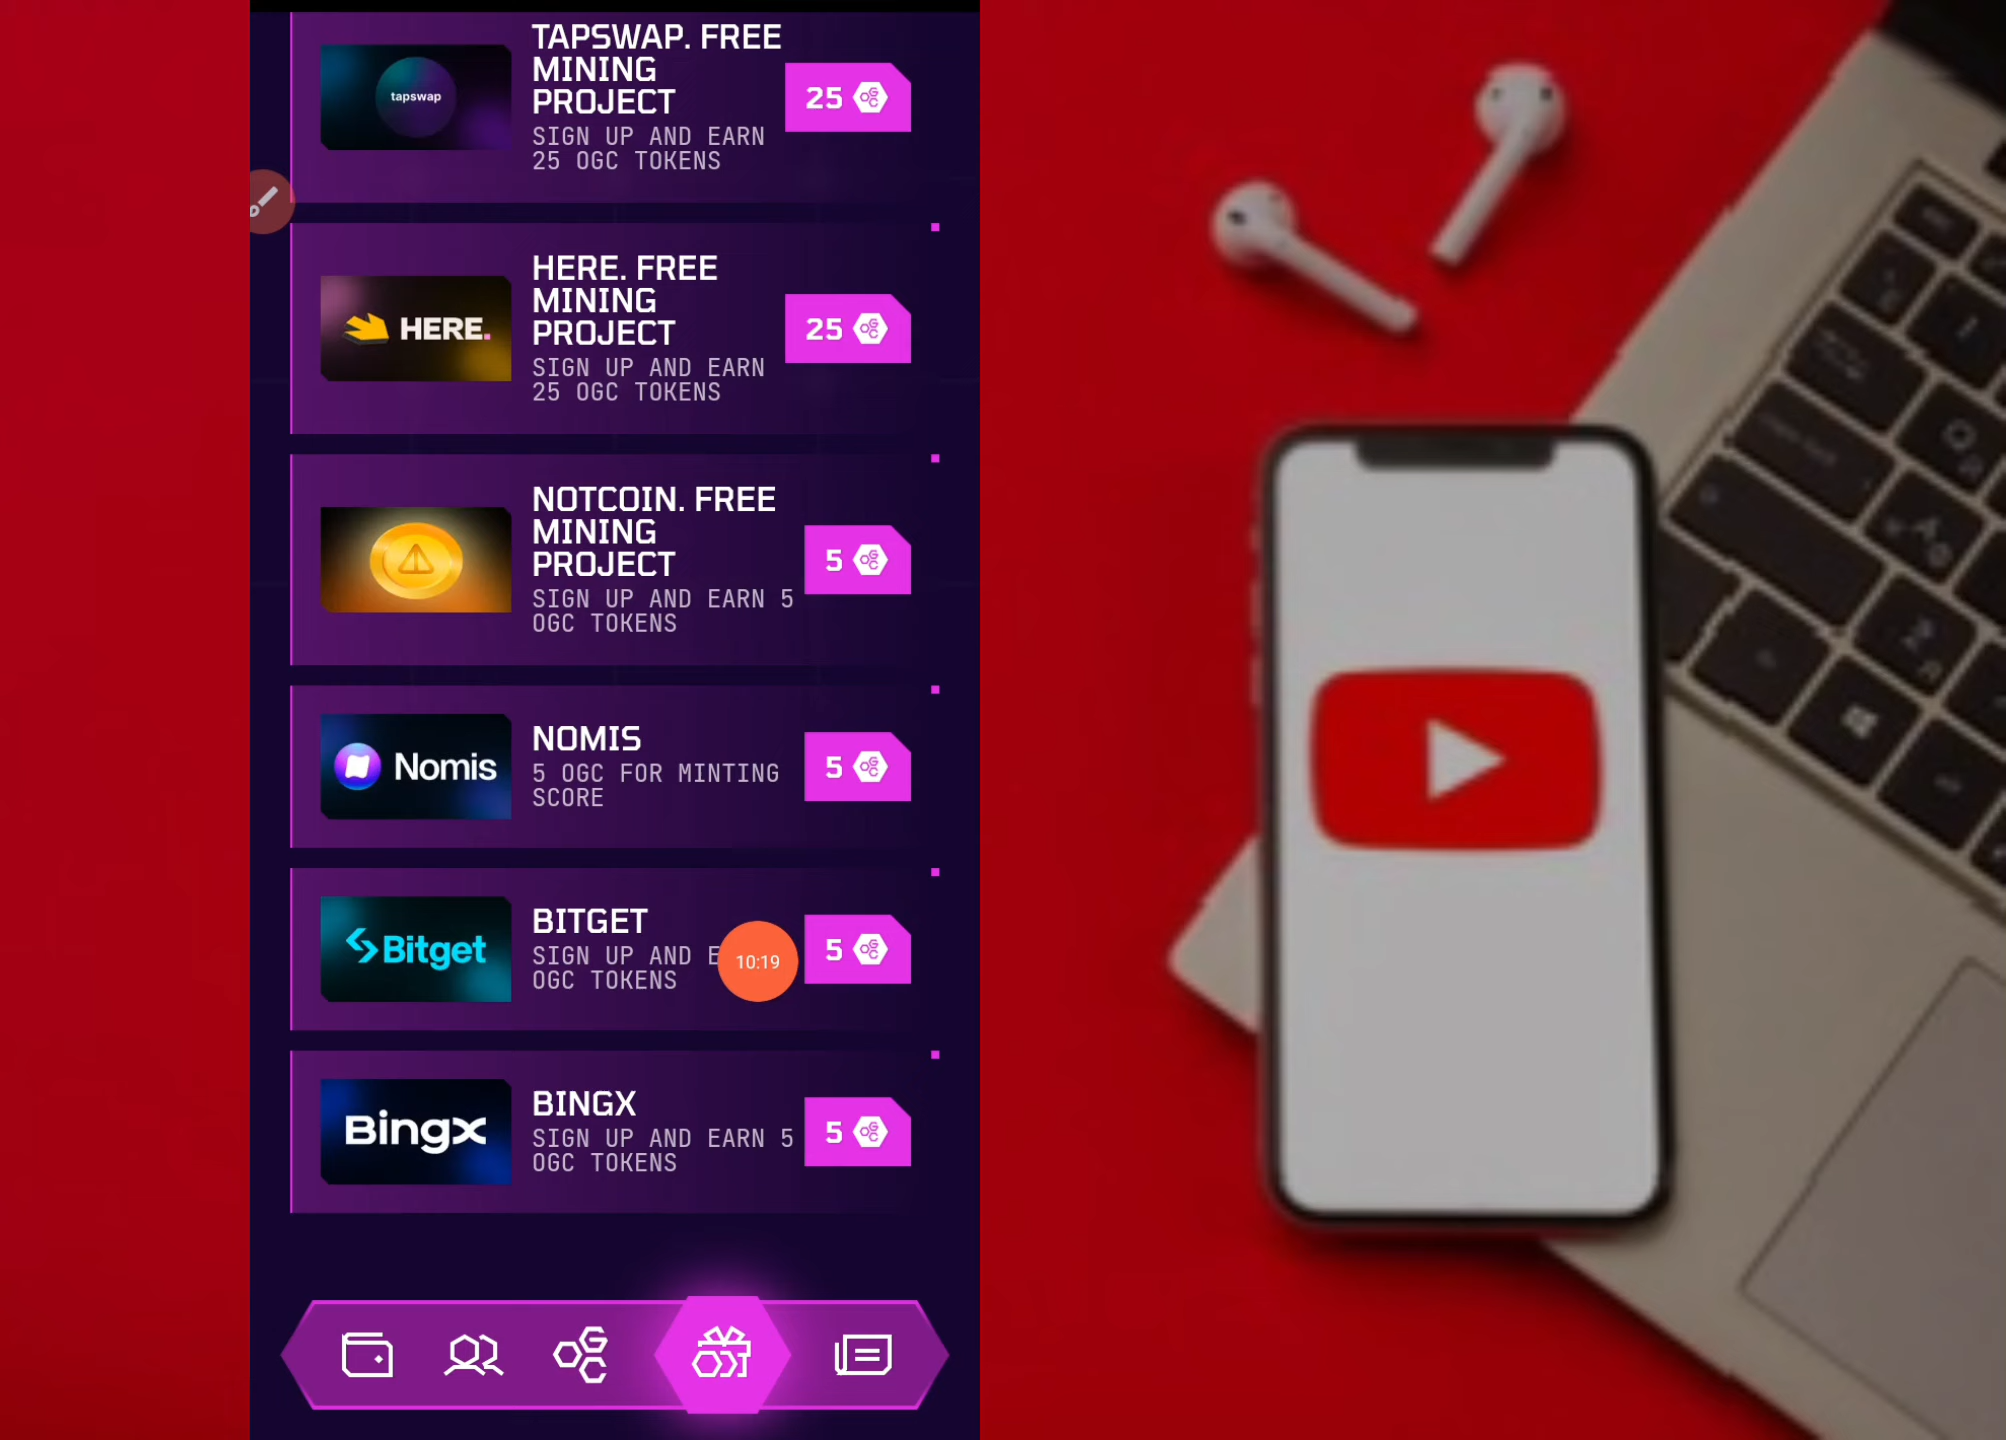 tapswap
TAPSWAP. FREE
MINING
PROJECT
SIGN UP AND EARN
25 OGC TOKENS
25
HERE.
HERE. FREE
MINING
PROJECT
SIGN UP AND EARN
25 OGC TOKENS
25
NOTCOIN. FREE
MINING
PROJECT
SIGN UP AND EARN 5
OGC TOKENS
5
Nomis
NOMIS
5 OGC FOR MINTING
SCORE
5
Bitget
BITGET
SIGN UP AND E
OGC TOKENS
10:19
5
Bingx
BINGX
SIGN UP AND EARN 5
OGC TOKENS
5